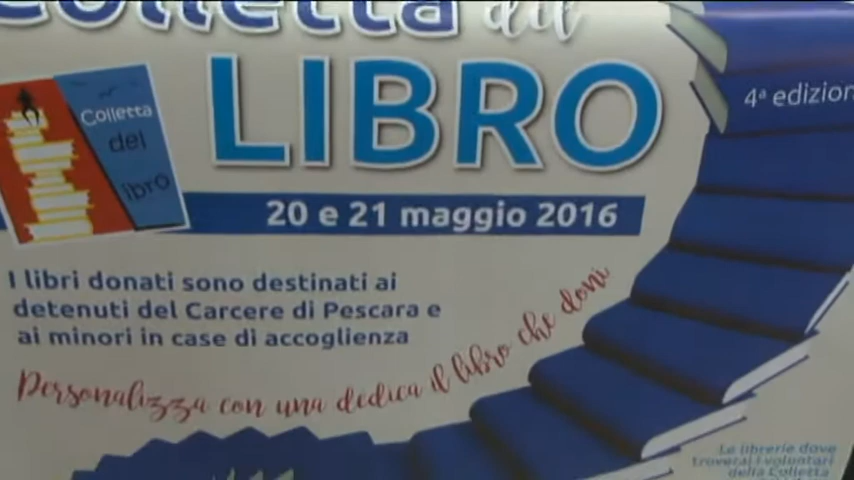 Colletta del
LIBRO
4ª edizion
Colletta
del
libro
20 e 21 maggio 2016
I libri donati sono destinati ai
detenuti del Carcere di Pescara e
ai minori in case di accoglienza
Personalizza con una dedica il libro che doni
Le librerie dove
troverai i volontari
della Colletta